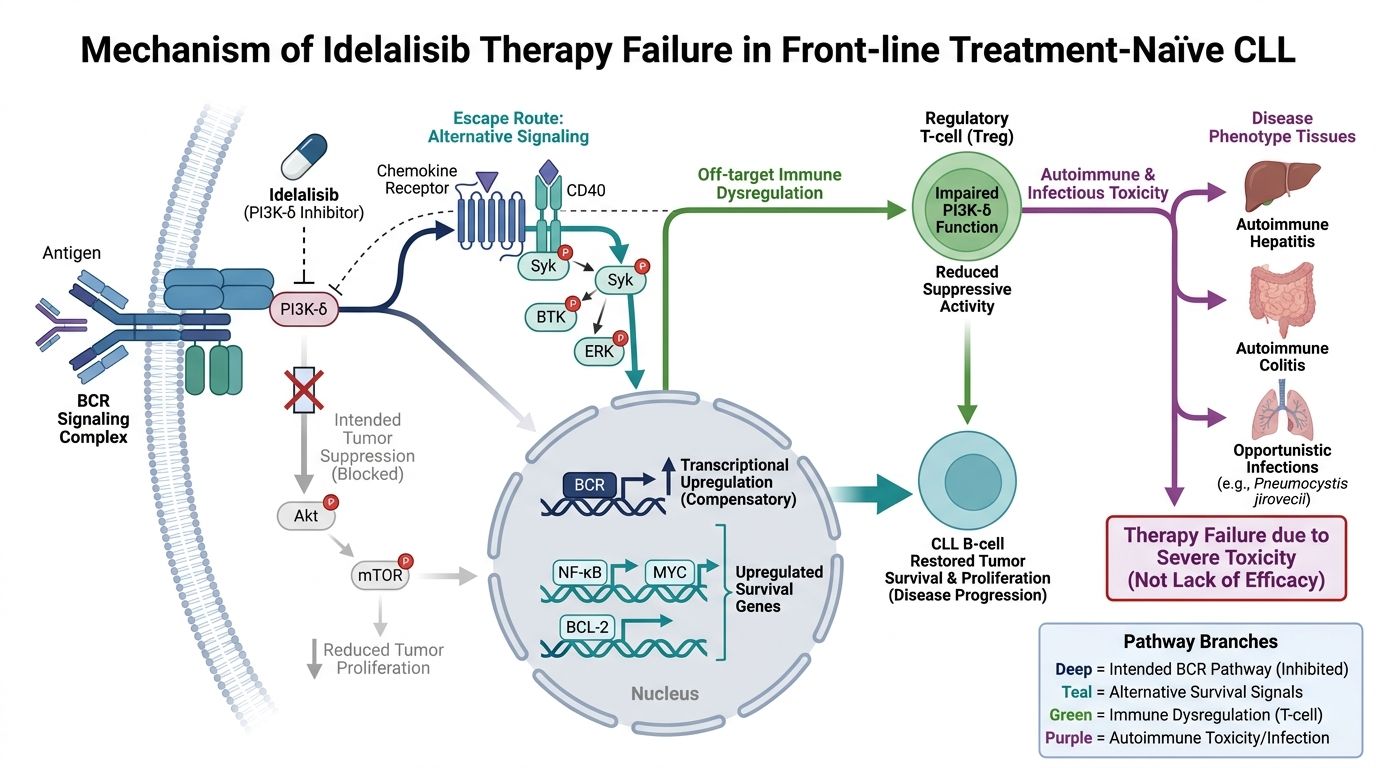 Mechanism of Idelalisib Therapy Failure in Front-line Treatment-Naïve CLL
Escape Route:
Alternative Signaling
Idelalisib
(PI3K-δ Inhibitor)
Chemokine
Receptor
CD40
Antigen
PI3K-δ
BCR
Signaling
Complex
P
Syk
P
Syk
P
BTK
P
ERK
Intended
Tumor
Suppression
(Blocked)
P
Akt
P
mTOR
Reduced Tumor
Proliferation
Off-target Immune
Dysregulation
Regulatory
T-cell (Treg)
Impaired
PI3K-δ
Function
Reduced
Suppressive
Activity
BCR
Transcriptional
Upregulation
(Compensatory)
NF-κB
MYC
BCL-2
Upregulated
Survival
Genes
Nucleus
CLL B-cell
Restored Tumor
Survival & Proliferation
(Disease Progression)
Autoimmune &
Infectious Toxicity
Disease
Phenotype Tissues
Autoimmune
Hepatitis
Autoimmune
Colitis
Opportunistic
Infections
(e.g., Pneumocystis
jirovecii)
Therapy Failure due to
Severe Toxicity
(Not Lack of Efficacy)
Pathway Branches
Deep = Intended BCR Pathway (Inhibited)
Teal = Alternative Survival Signals
Green = Immune Dysregulation (T-cell)
Purple = Autoimmune Toxicity/Infection